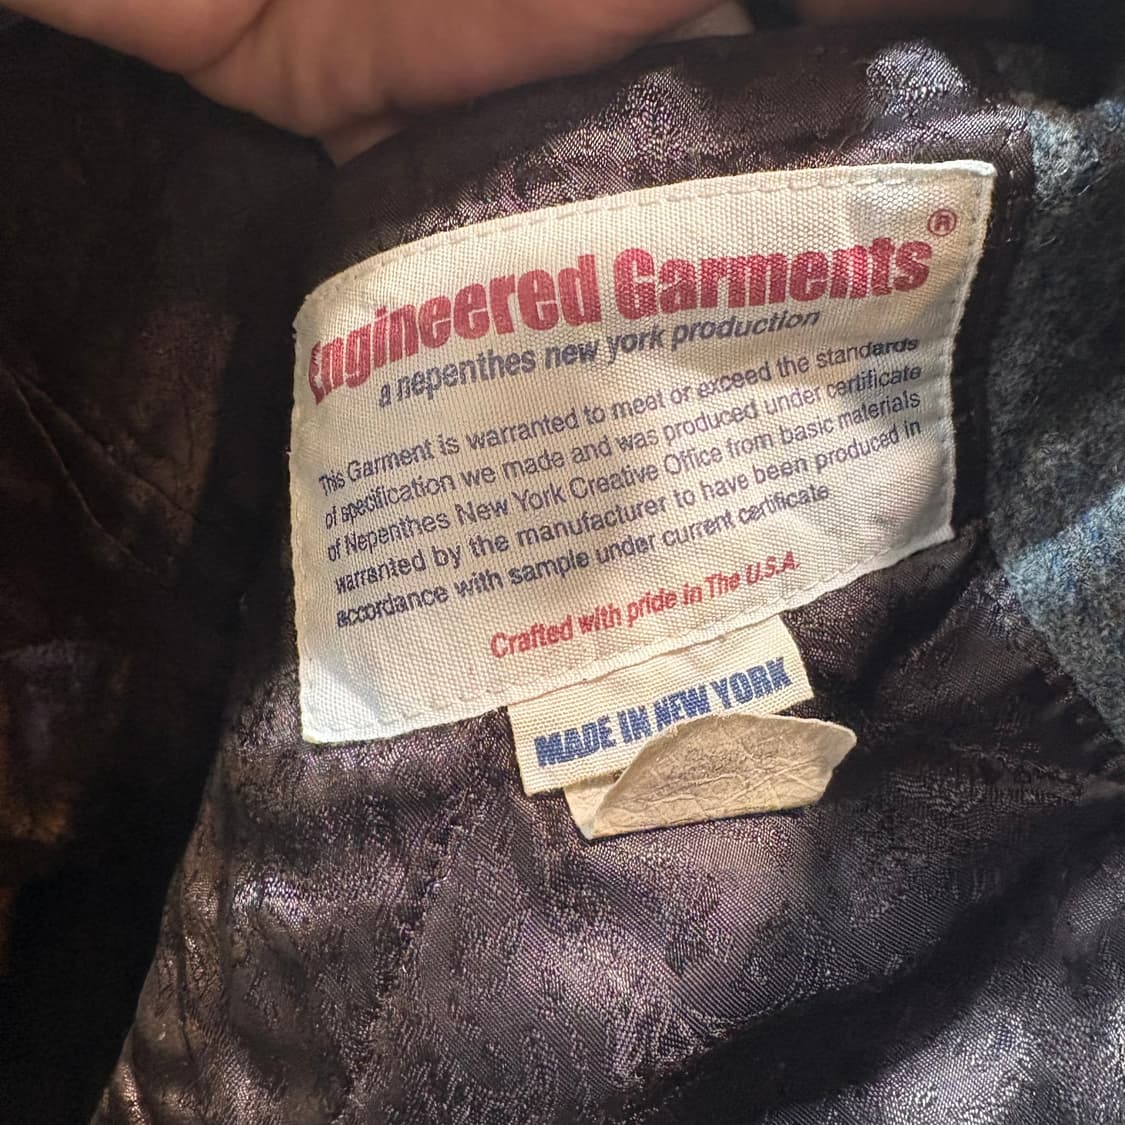 Engineered Garments®
a nepenthes new york production
This Garment is warranted to meet or exceed the standards
of specification we made and was produced under certificate
of Nepenthes New York Creative Office from basic materials
warranted by the manufacturer to have been produced in
accordance with sample under current certificate
Crafted with pride in The U.S.A.
MADE IN NEW YORK